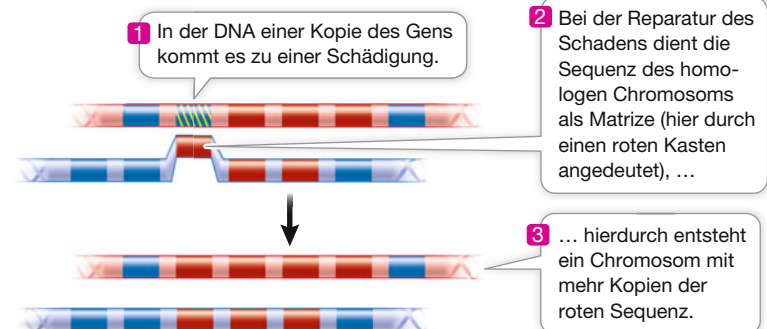 1 In der DNA einer Kopie des Gens
kommt es zu einer Schädigung.
2 Bei der Reparatur des
Schadens dient die
Sequenz des homo-
logen Chromosoms
als Matrize (hier durch
einen roten Kasten
angedeutet), …
3 … hierdurch entsteht
ein Chromosom mit
mehr Kopien der
roten Sequenz.